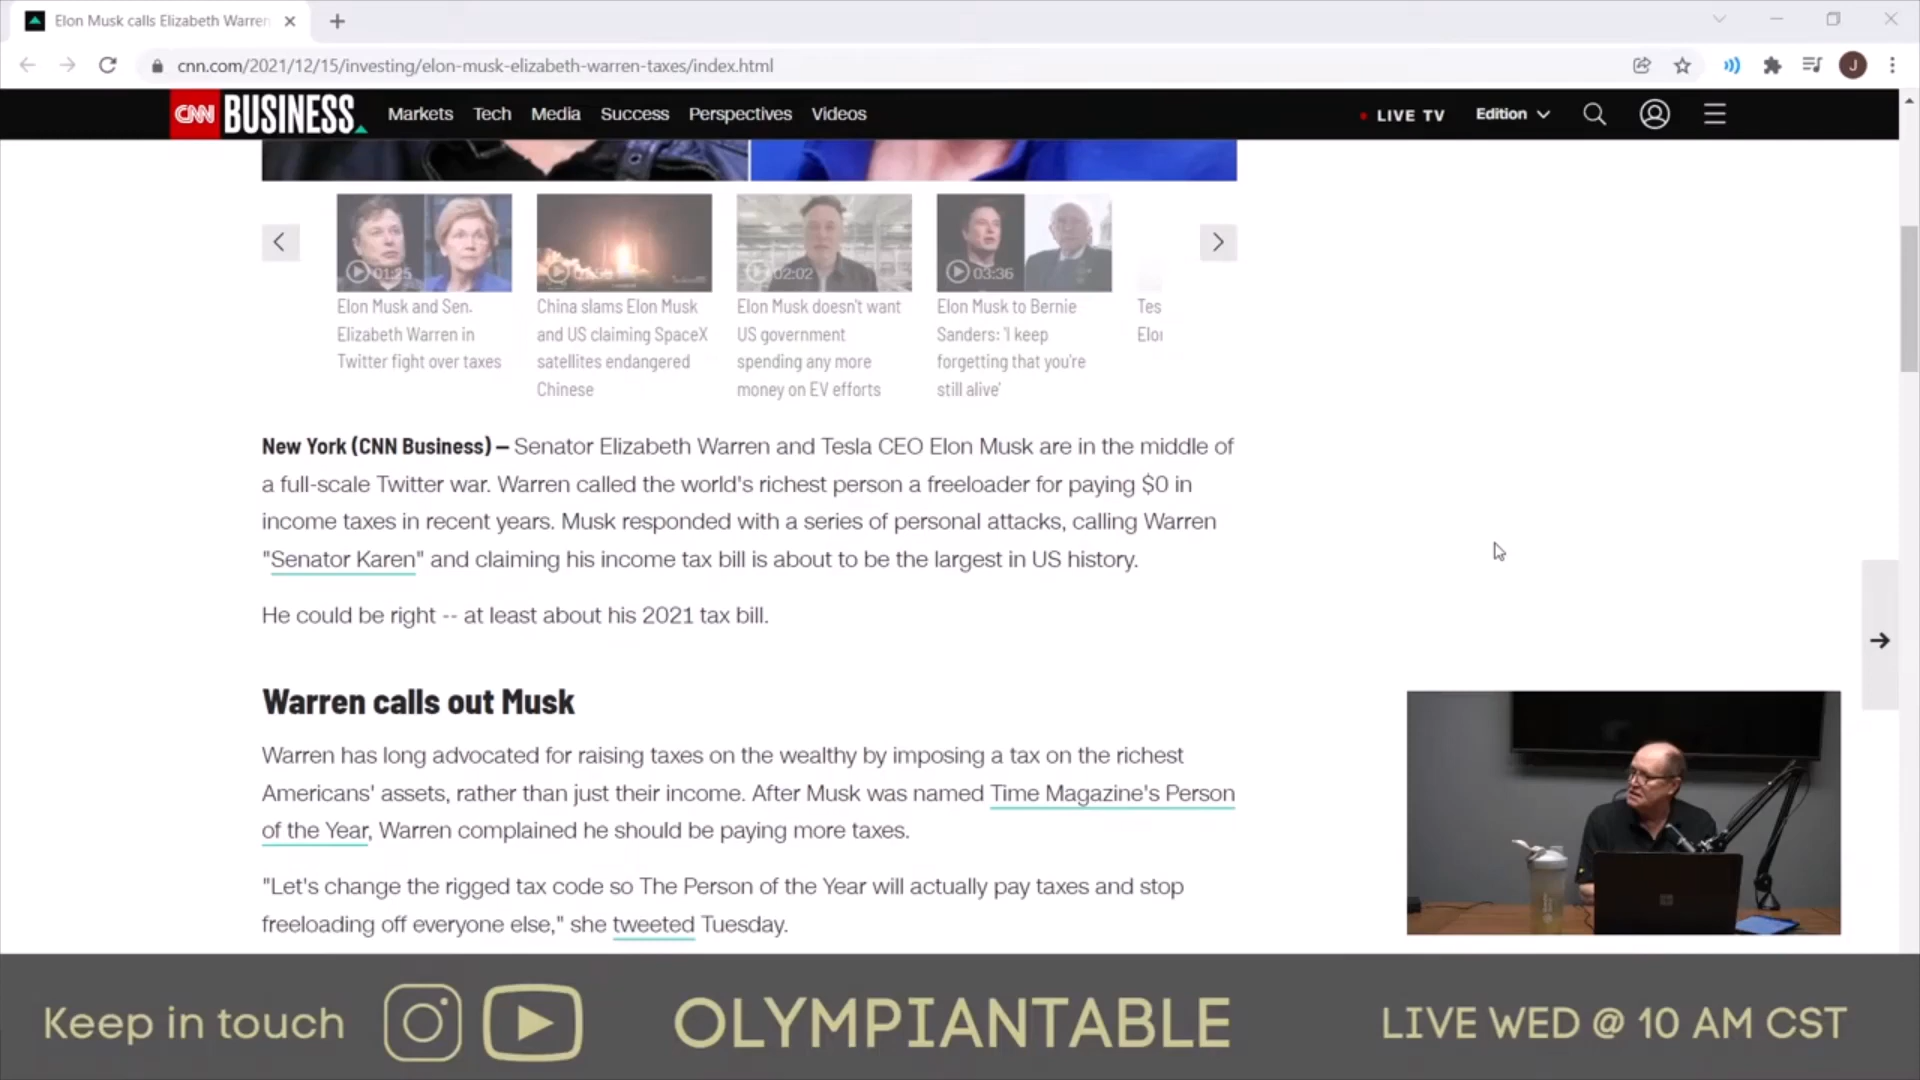 Elon Musk calls Elizabeth Warren
cnn.com/2021/12/15/investing/elon-musk-elizabeth-warren-taxes/index.html
J
CNN BUSINESS Markets Tech Media Success Perspectives Videos LIVE TV Edition
01:25
02:02
03:36
Elon Musk and Sen.
Elizabeth Warren in
Twitter fight over taxes
China slams Elon Musk
and US claiming SpaceX
satellites endangered
Chinese
Elon Musk doesn't want
US government
spending any more
money on EV efforts
Elon Musk to Bernie
Sanders: 'I keep
forgetting that you're
still alive'
Tes
Elo
New York (CNN Business) – Senator Elizabeth Warren and Tesla CEO Elon Musk are in the middle of
a full-scale Twitter war. Warren called the world's richest person a freeloader for paying $0 in
income taxes in recent years. Musk responded with a series of personal attacks, calling Warren
"Senator Karen" and claiming his income tax bill is about to be the largest in US history.
He could be right -- at least about his 2021 tax bill.
Warren calls out Musk
Warren has long advocated for raising taxes on the wealthy by imposing a tax on the richest
Americans' assets, rather than just their income. After Musk was named Time Magazine's Person
of the Year, Warren complained he should be paying more taxes.
"Let's change the rigged tax code so The Person of the Year will actually pay taxes and stop
freeloading off everyone else," she tweeted Tuesday.
Keep in touch OLYMPIANTABLE LIVE WED @ 10 AM CST